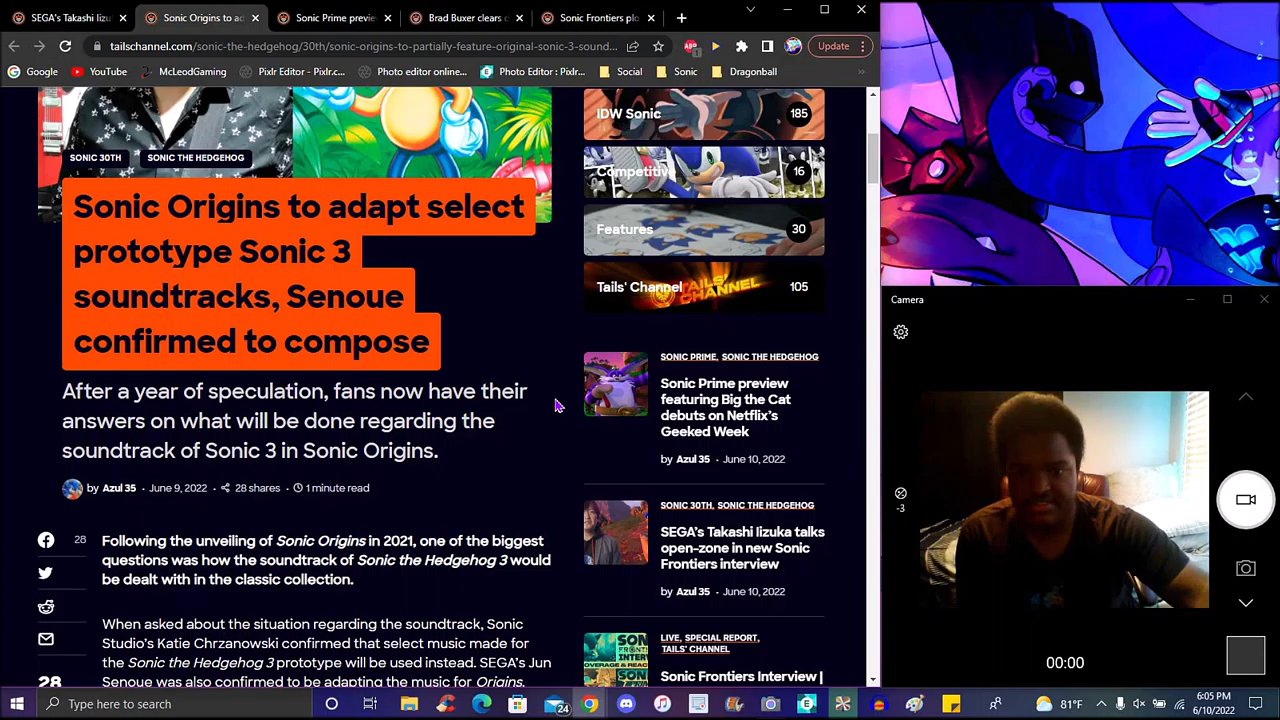 SEGA's Takashi Iizu
Sonic Origins to ad
Sonic Prime previe
Brad Buxer clears
Sonic Frontiers plo
tailschannel.com/sonic-the-hedgehog/30th/sonic-origins-to-partially-feature-original-sonic-3-sound...
Update
Google
YouTube
McLeodGaming
Pixlr Editor - Pixlr.c...
Photo editor online...
Photo Editor : Pixlr...
Social
Sonic
Dragonball
SONIC 30TH
SONIC THE HEDGEHOG
Sonic Origins to adapt select
prototype Sonic 3
soundtracks, Senoue
confirmed to compose
After a year of speculation, fans now have their
answers on what will be done regarding the
soundtrack of Sonic 3 in Sonic Origins.
by Azul 35 · June 9, 2022 · 28 shares · 1 minute read
28
Following the unveiling of Sonic Origins in 2021, one of the biggest
questions was how the soundtrack of Sonic the Hedgehog 3 would
be dealt with in the classic collection.
When asked about the situation regarding the soundtrack, Sonic
Studio's Katie Chrzanowski confirmed that select music made for
the Sonic the Hedgehog 3 prototype will be used instead. SEGA's Jun
Senoue was also confirmed to be adapting the music for Origins.
28
IDW Sonic 185
Competitive 16
Features 30
Tails' Channel 105
TAILS' CHANNEL
SONIC PRIME, SONIC THE HEDGEHOG
Sonic Prime preview
featuring Big the Cat
debuts on Netflix's
Geeked Week
by Azul 35 · June 10, 2022
SONIC 30TH, SONIC THE HEDGEHOG
SEGA's Takashi Iizuka talks
open-zone in new Sonic
Frontiers interview
by Azul 35 · June 10, 2022
LIVE, SPECIAL REPORT,
TAILS' CHANNEL
Sonic Frontiers Interview |
Camera
-3
00:00
Type here to search
24
81°F
6:05 PM
6/10/2022